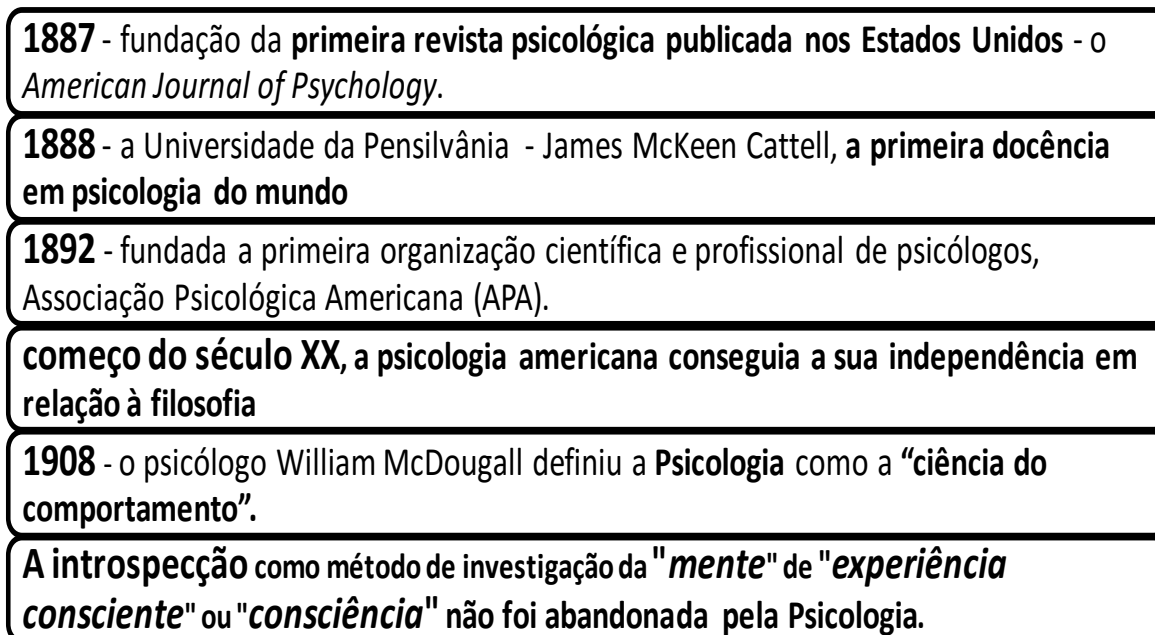 1887 - fundação da primeira revista psicológica publicada nos Estados Unidos - o
American Journal of Psychology.
1888 - a Universidade da Pensilvânia - James McKeen Cattell, a primeira docência
em psicologia do mundo
1892 - fundada a primeira organização científica e profissional de psicólogos,
Associação Psicológica Americana (APA).
começo do século XX, a psicologia americana conseguia a sua independência em
relação à filosofia
1908 - o psicólogo William McDougall definiu a Psicologia como a “ciência do
comportamento”.
A introspecção como método de investigação da "mente" de "experiência
consciente" ou "consciência" não foi abandonada pela Psicologia.